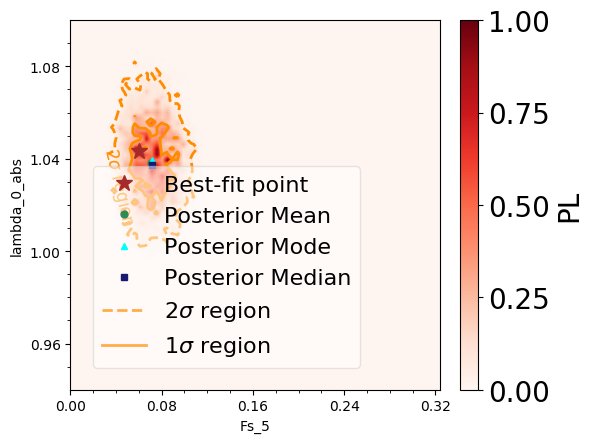 1.08
1.04
1.00
0.96
lambda_0_abs
0.00
0.08
0.16
0.24
0.32
Fs_5
Best-fit point
Posterior Mean
Posterior Mode
Posterior Median
2σ region
1σ region
1.00
0.75
0.50
0.25
0.00
PL